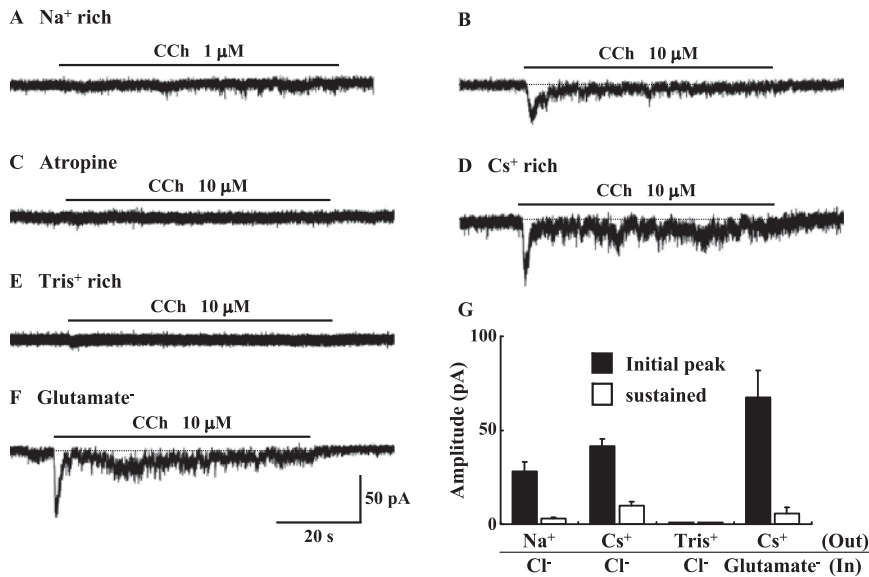 A Na⁺ rich
CCh 1 µM
B
CCh 10 µM
C Atropine
CCh 10 µM
D Cs⁺ rich
CCh 10 µM
E Tris⁺ rich
CCh 10 µM
F Glutamate⁻
CCh 10 µM
50 pA
20 s
G
100
50
0
Amplitude (pA)
Initial peak
sustained
Na⁺ Cs⁺ Tris⁺ Cs⁺ (Out)
Cl⁻ Cl⁻ Cl⁻ Glutamate⁻ (In)